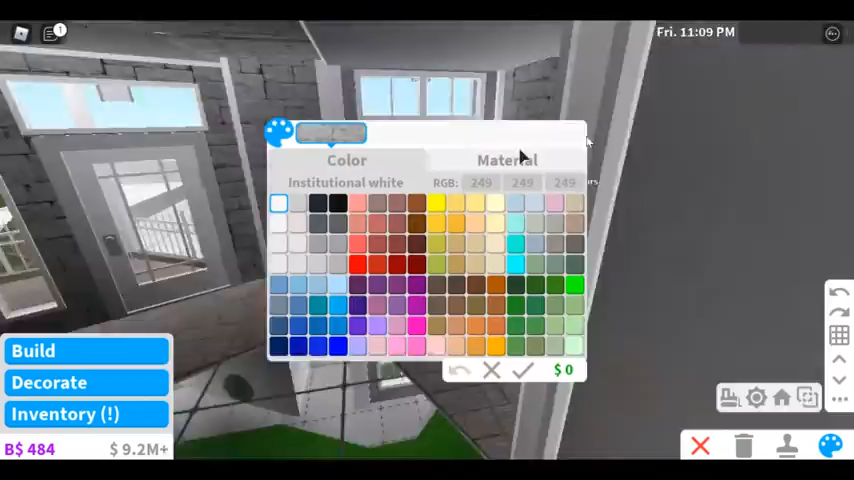 1
Fri. 11:09 PM
Color
Material
Institutional white
RGB: 249 249 249
Build
Decorate
Inventory (!)
$ 0
B$ 484
$ 9.2M+